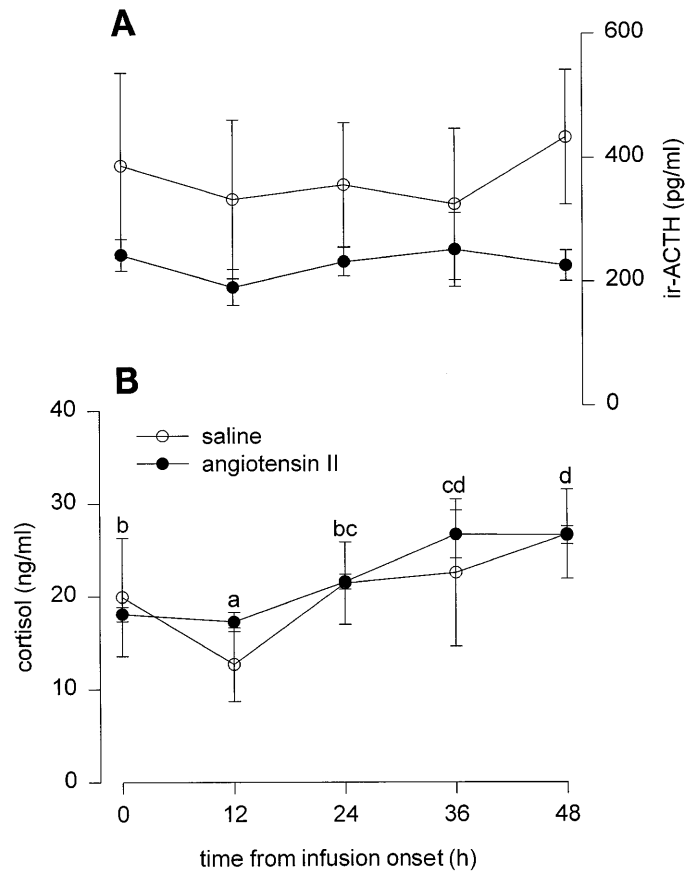 A
600
400
200
0
ir-ACTH (pg/ml)
B
40
30
20
10
0
cortisol (ng/ml)
saline
angiotensin II
b
a
bc
cd
d
0 12 24 36 48
time from infusion onset (h)